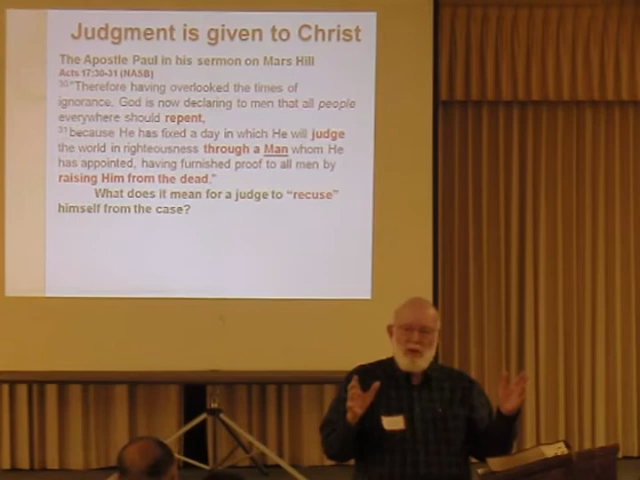 Judgment is given to Christ
The Apostle Paul in his sermon on Mars Hill
Acts 17:30-31 (NASB)
30 "Therefore having overlooked the times of
ignorance, God is now declaring to men that all people
everywhere should repent,
31 because He has fixed a day in which He will judge
the world in righteousness through a Man whom He
has appointed, having furnished proof to all men by
raising Him from the dead."
What does it mean for a judge to “recuse”
himself from the case?